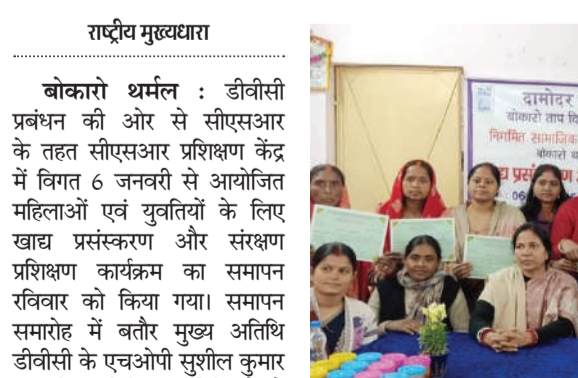 राष्ट्रीय मुख्यधारा
बोकारो थर्मल : डीवीसी
प्रबंधन की ओर से सीएसआर
के तहत सीएसआर प्रशिक्षण केंद्र
में विगत 6 जनवरी से आयोजित
महिलाओं एवं युवतियों के लिए
खाद्य प्रसंस्करण और संरक्षण
प्रशिक्षण कार्यक्रम का समापन
रविवार को किया गया। समापन
समारोह में बतौर मुख्य अतिथि
डीवीसी के एचओपी सुशील कुमार
दामोदर
बोकारो ताप वि
निगमित सामाजिक
बोकारो थ
द्य प्रसंस्क
: 06